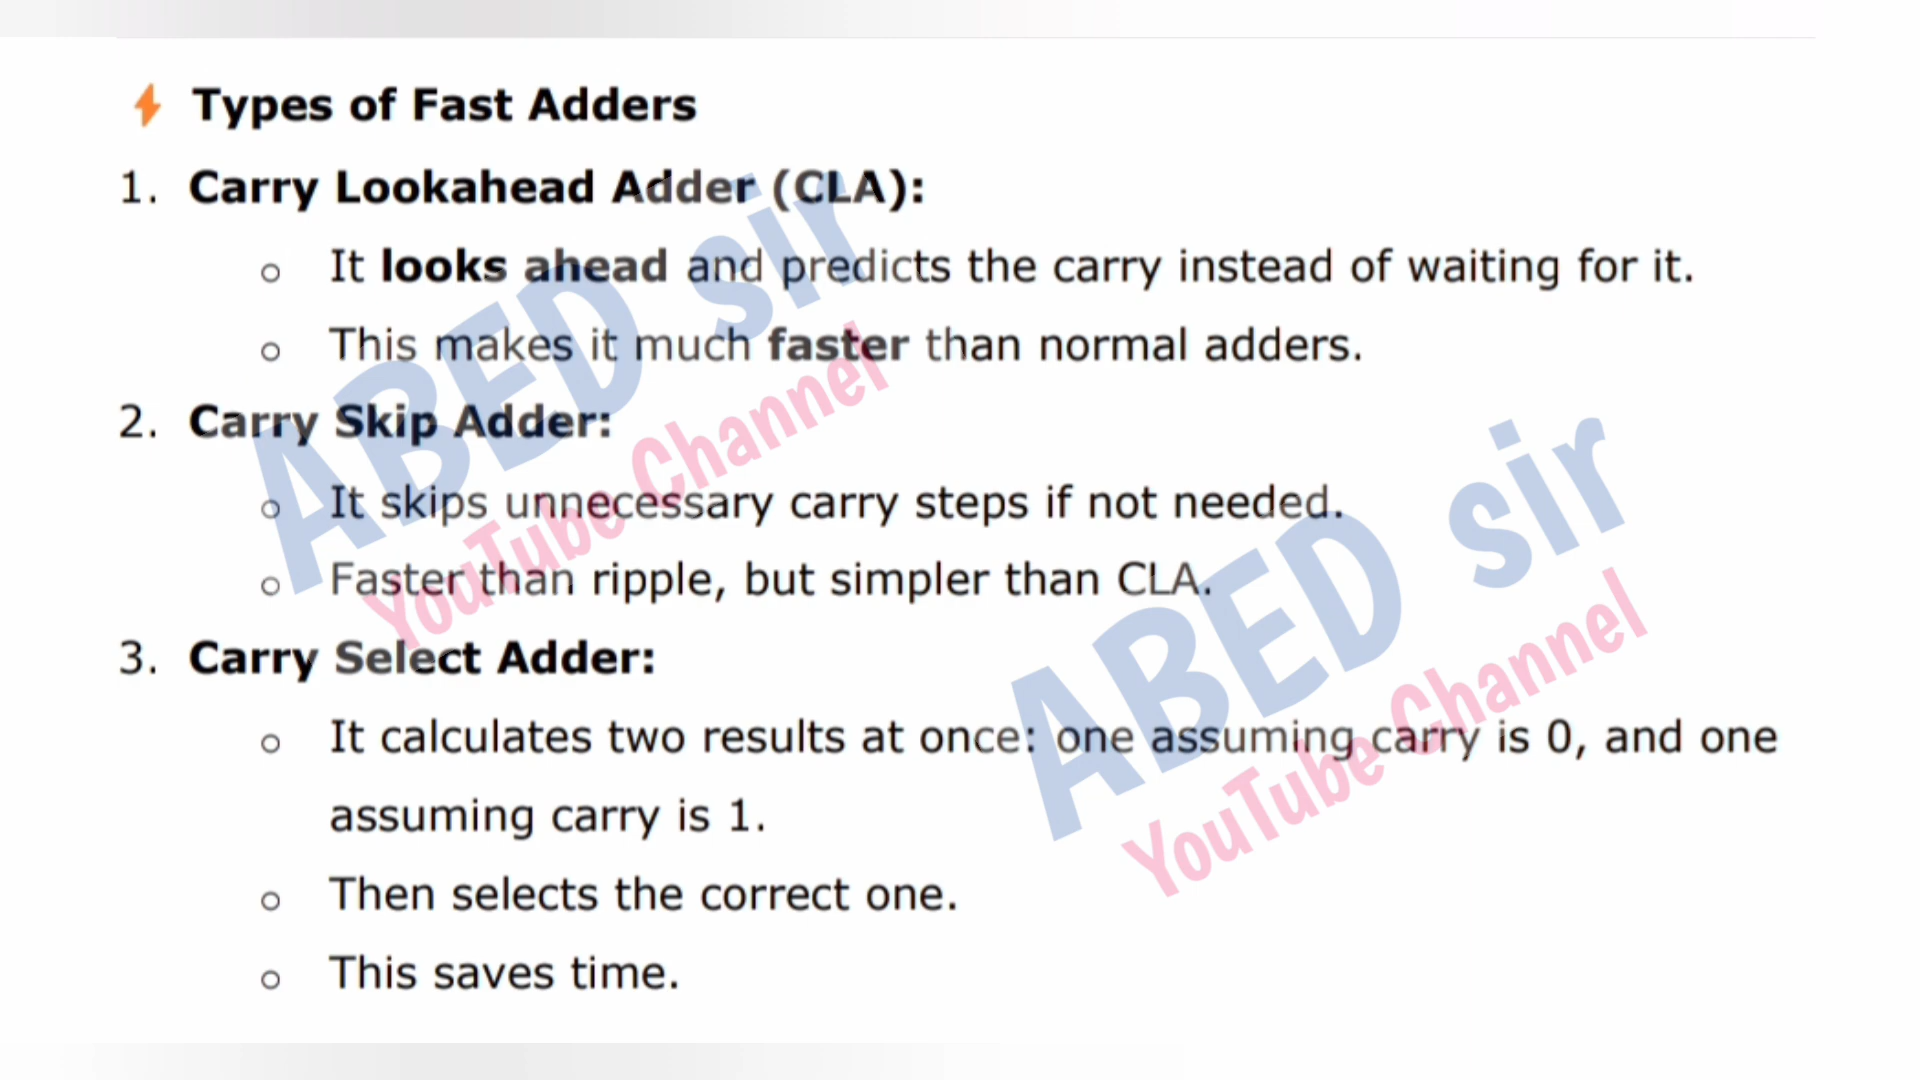 ⚡ Types of Fast Adders
1. Carry Lookahead Adder (CLA):
o It looks ahead and predicts the carry instead of waiting for it.
o This makes it much faster than normal adders.
2. Carry Skip Adder:
o It skips unnecessary carry steps if not needed.
o Faster than ripple, but simpler than CLA.
3. Carry Select Adder:
o It calculates two results at once: one assuming carry is 0, and one
assuming carry is 1.
o Then selects the correct one.
o This saves time.
ABED sir
YouTube Channel
ABED sir
YouTube Channel